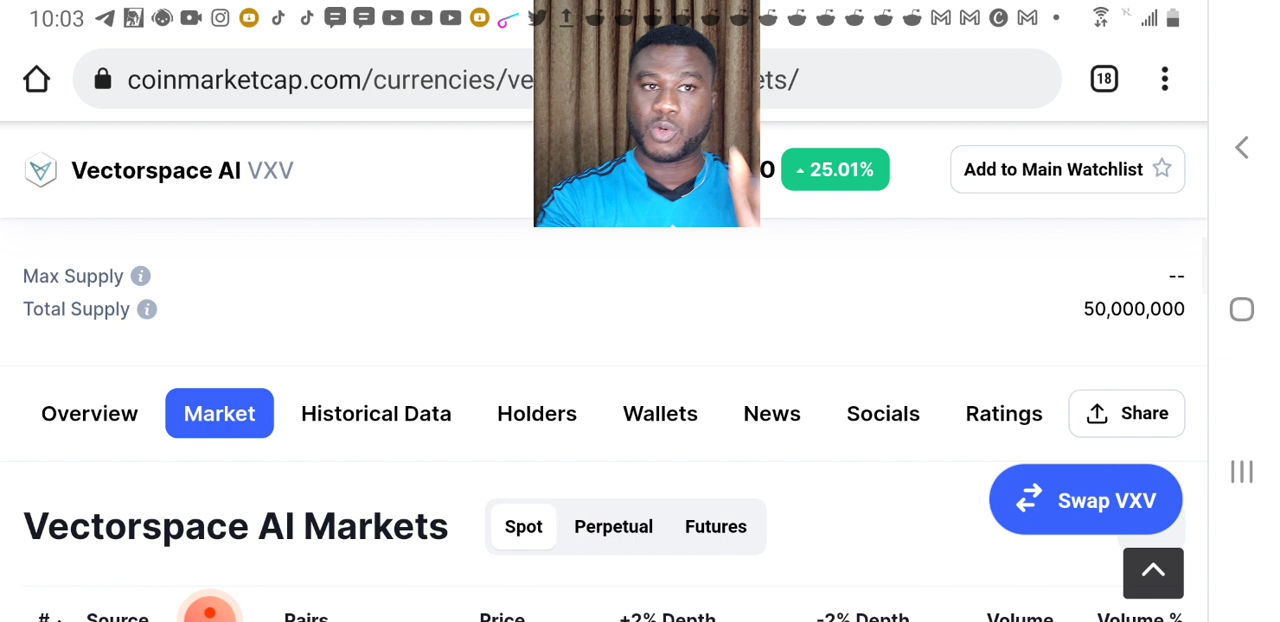 10:03
coinmarketcap.com/currencies/ve ets/
18
Vectorspace AI VXV
0 25.01%
Add to Main Watchlist
Max Supply
--
Total Supply
50,000,000
Overview Market Historical Data Holders Wallets News Socials Ratings Share
Swap VXV
Vectorspace AI Markets Spot Perpetual Futures
# Source Pairs Price +2% Depth -2% Depth Volume Volume %